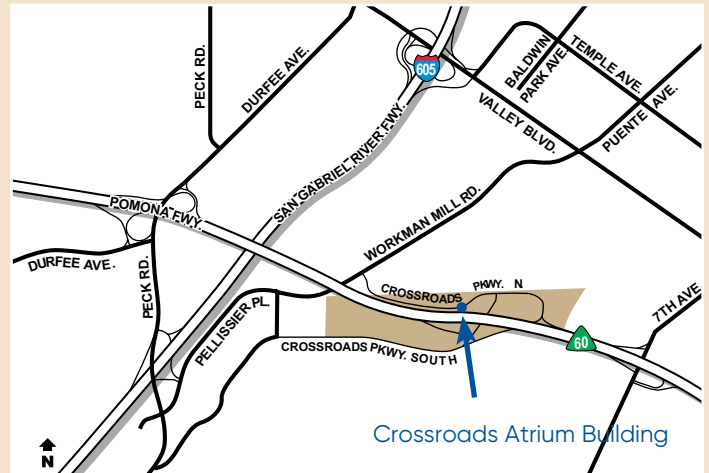 PECK RD.
DURFEE AVE.
605
BALDWIN
PARK AVE.
TEMPLE AVE.
VALLEY BLVD.
PUENTE AVE.
SAN GABRIEL RIVER FWY.
POMONA FWY.
WORKMAN MILL RD.
DURFEE AVE.
PECK RD.
PELLISSIER PL.
CROSSROADS PKWY. N
7TH AVE
60
CROSSROADS PKWY. SOUTH
Crossroads Atrium Building
N